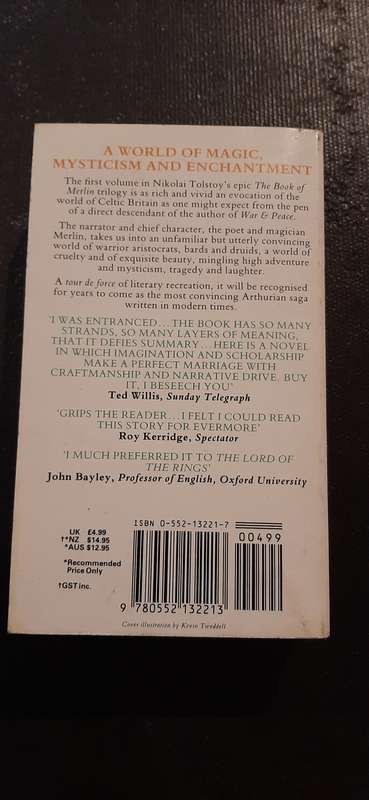 A WORLD OF MAGIC,
MYSTICISM AND ENCHANTMENT
The first volume in Nikolai Tolstoy's epic The Book of
Merlin trilogy is as rich and vivid an evocation of the
world of Celtic Britain as one might expect from the pen
of a direct descendant of the author of War & Peace.
The narrator and chief character, the poet and magician
Merlin, takes us into an unfamiliar but utterly convincing
world of warrior aristocrats, bards and druids, a world of
cruelty and of exquisite beauty, mingling high adventure
and mysticism, tragedy and laughter.
A tour de force of literary recreation, it will be recognised
for years to come as the most convincing Arthurian saga
written in modern times.
'I WAS ENTRANCED...THE BOOK HAS SO MANY
STRANDS, SO MANY LAYERS OF MEANING,
THAT IT DEFIES SUMMARY...HERE IS A NOVEL
IN WHICH IMAGINATION AND SCHOLARSHIP
MAKE A PERFECT MARRIAGE WITH
CRAFTMANSHIP AND NARRATIVE DRIVE. BUY
IT, I BESEECH YOU'
Ted Willis, Sunday Telegraph
'GRIPS THE READER...I FELT I COULD READ
THIS STORY FOR EVERMORE'
Roy Kerridge, Spectator
'I MUCH PREFERRED IT TO THE LORD OF
THE RINGS'
John Bayley, Professor of English, Oxford University
ISBN 0-552-13221-7
UK £4.99
†*NZ $14.95
*AUS $12.95
*Recommended
Price Only
†GST inc.
00499
9 780552 132213
Cover illustration by Kevin Tweddell